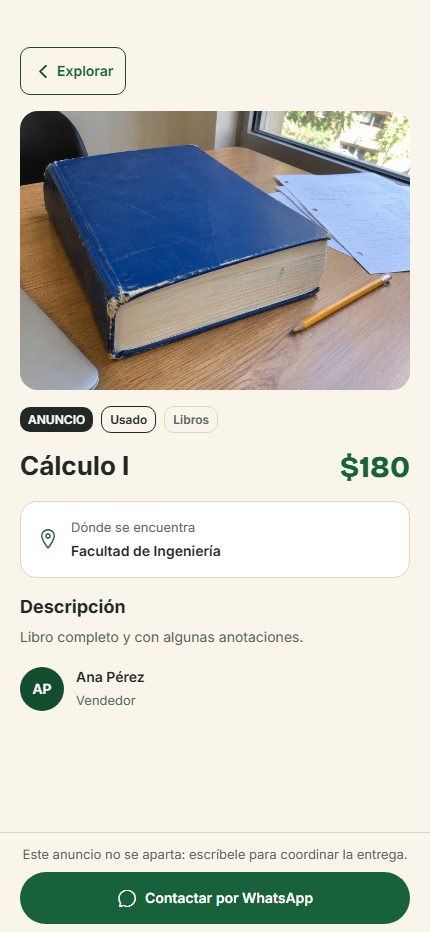 Explorar
ANUNCIO Usado Libros
Cálculo I $180
Dónde se encuentra
Facultad de Ingeniería
Descripción
Libro completo y con algunas anotaciones.
AP
Ana Pérez
Vendedor
Este anuncio no se aparta: escríbele para coordinar la entrega.
Contactar por WhatsApp